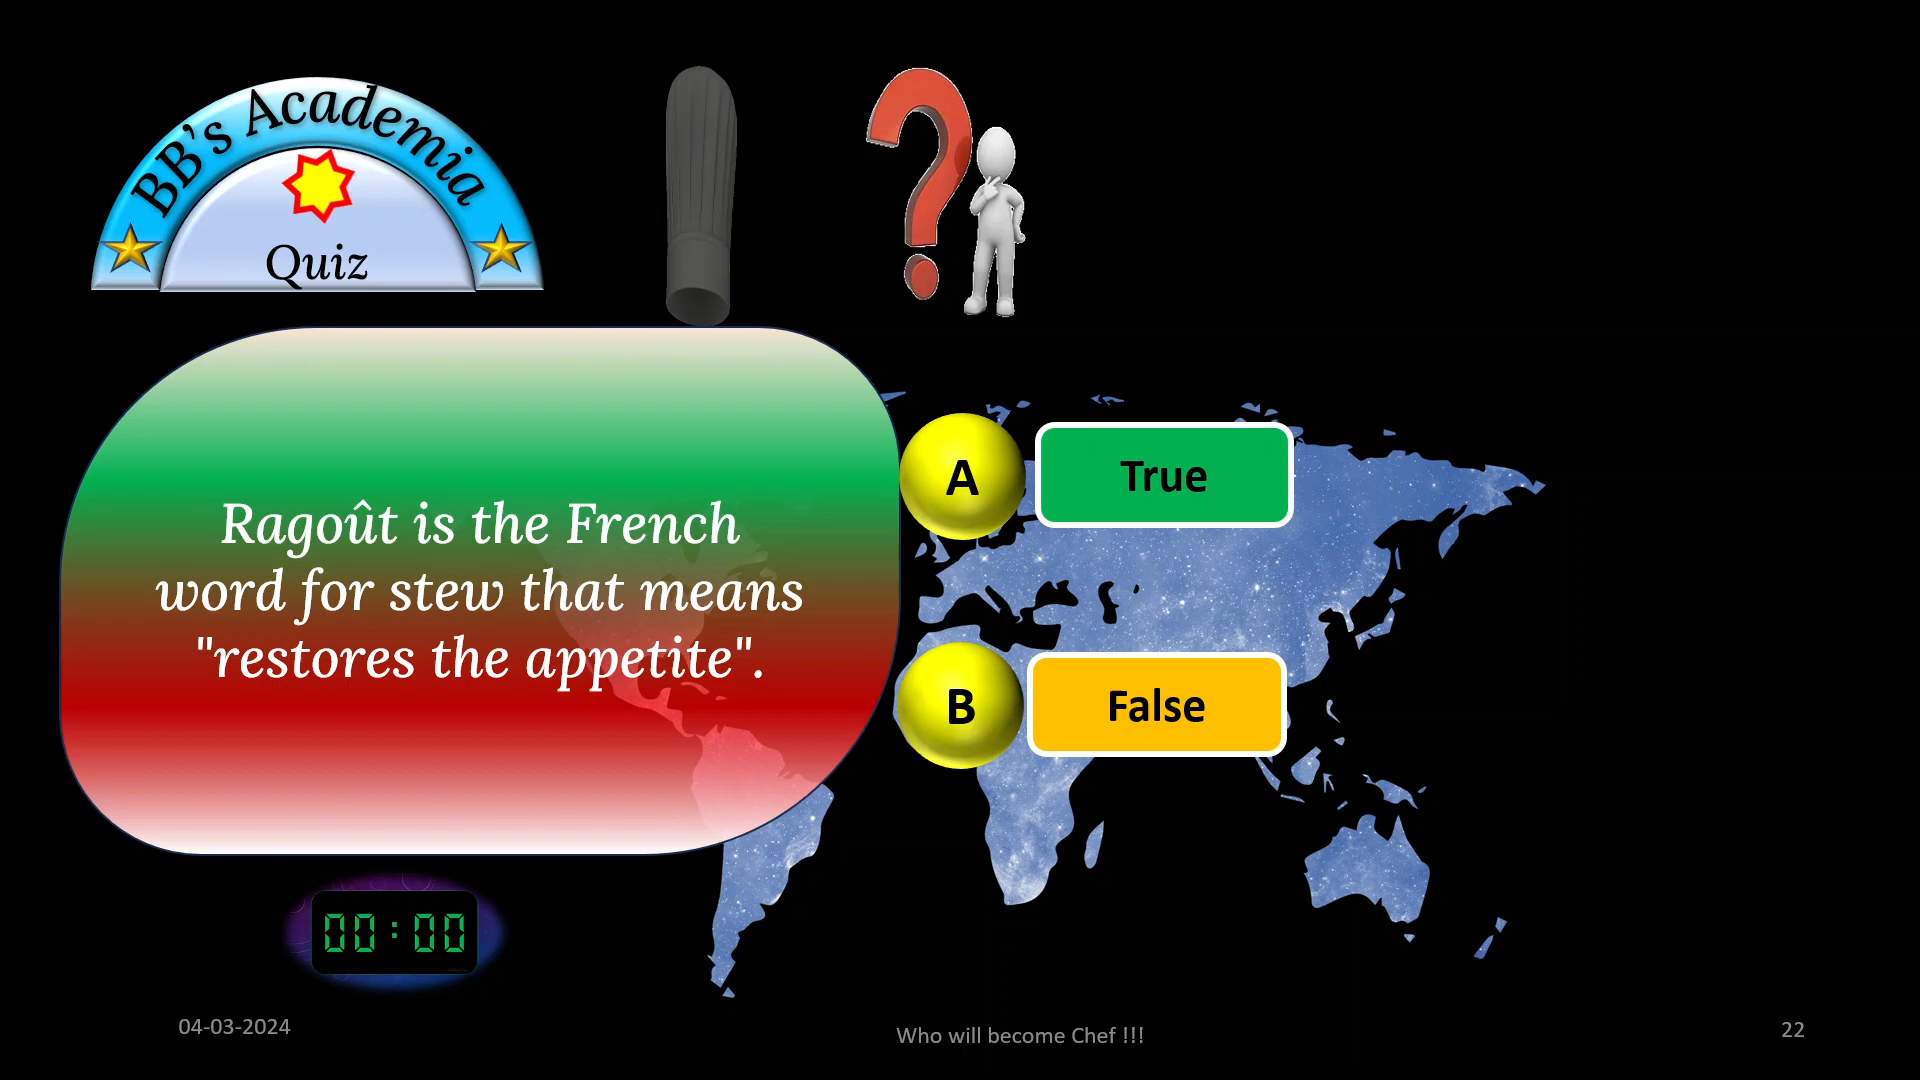 BB's Academia
Quiz
Ragoût is the French
word for stew that means
"restores the appetite".
A
True
B
False
00:00
04-03-2024
Who will become Chef !!!
22